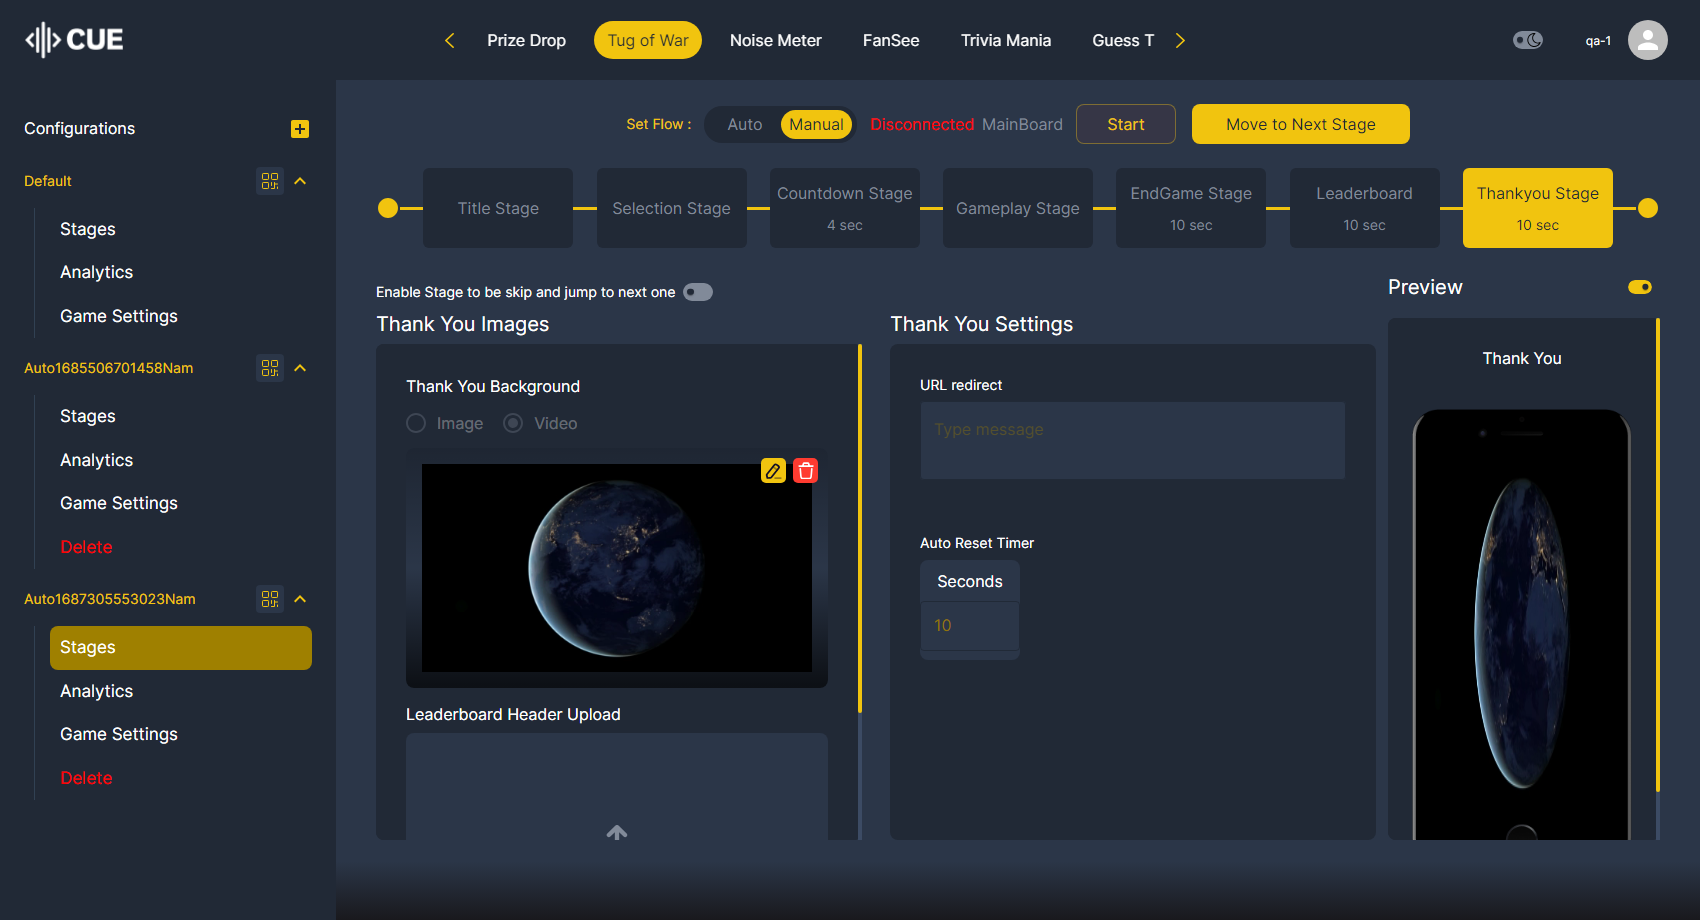 CUE
Prize Drop
Tug of War
Noise Meter
FanSee
Trivia Mania
Guess T
qa-1
Configurations
Default
Stages
Analytics
Game Settings
Auto1685506701458Nam
Stages
Analytics
Game Settings
Delete
Auto1687305553023Nam
Stages
Analytics
Game Settings
Delete
Set Flow :
Auto
Manual
Disconnected MainBoard
Start
Move to Next Stage
Title Stage
Selection Stage
Countdown Stage
4 sec
Gameplay Stage
EndGame Stage
10 sec
Leaderboard
10 sec
Thankyou Stage
10 sec
Enable Stage to be skip and jump to next one
Thank You Images
Thank You Background
Image
Video
Leaderboard Header Upload
Thank You Settings
URL redirect
Type message
Auto Reset Timer
Seconds
10
Preview
Thank You